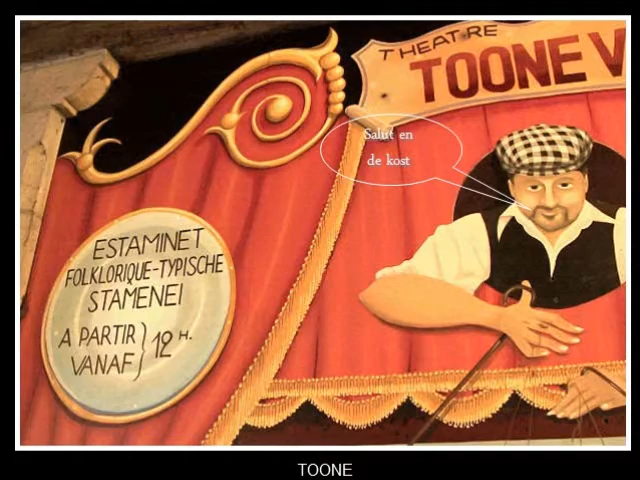 THEATRE
TOONE V
Salut en
de kost
ESTAMINET
FOLKLORIQUE-TYPISCHE
STAMENEI
A PARTIR } 12 H.
VANAF
TOONE